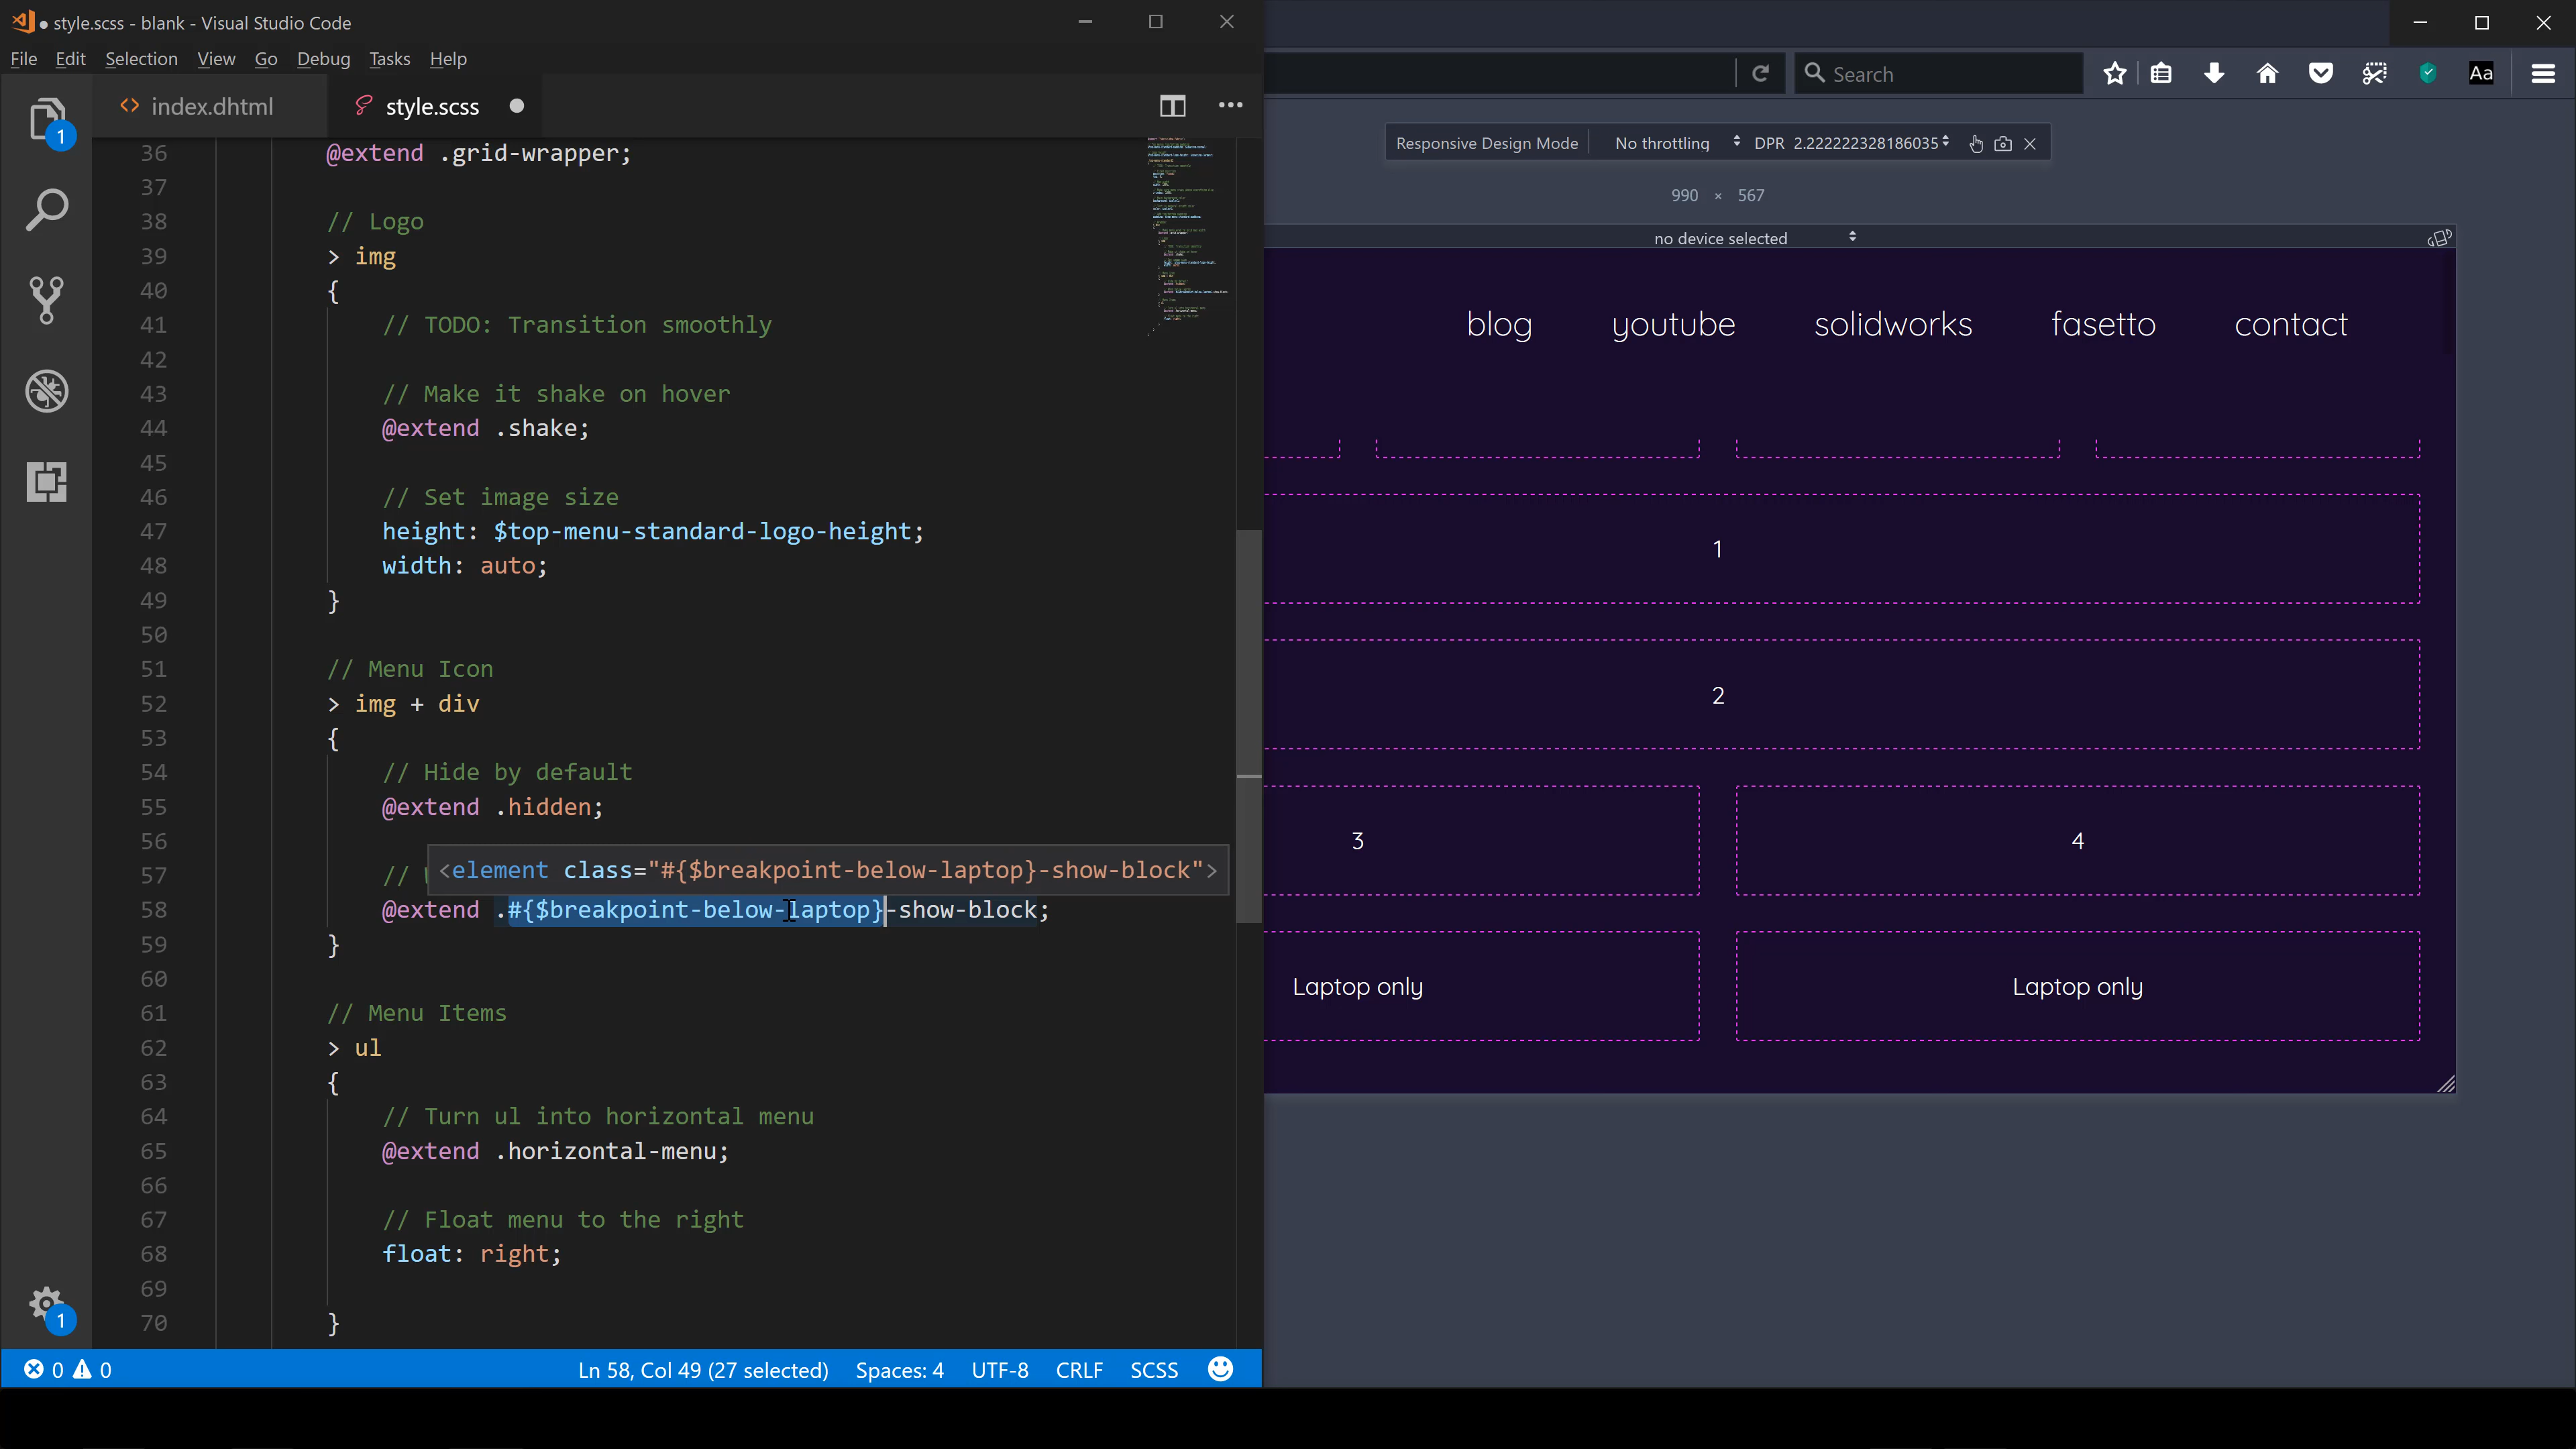 ● style.scss - blank - Visual Studio Code
File Edit Selection View Go Debug Tasks Help
<> index.dhtml style.scss ●
36 @extend .grid-wrapper;
37
38 // Logo
39 > img
40 {
41 // TODO: Transition smoothly
42
43 // Make it shake on hover
44 @extend .shake;
45
46 // Set image size
47 height: $top-menu-standard-logo-height;
48 width: auto;
49 }
50
51 // Menu Icon
52 > img + div
53 {
54 // Hide by default
55 @extend .hidden;
56
<element class="#{$breakpoint-below-laptop}-show-block">
57 //
58 @extend .#{$breakpoint-below-laptop}-show-block;
59 }
60
61 // Menu Items
62 > ul
63 {
64 // Turn ul into horizontal menu
65 @extend .horizontal-menu;
66
67 // Float menu to the right
68 float: right;
69
70 }
1
1
0 0 Ln 58, Col 49 (27 selected) Spaces: 4 UTF-8 CRLF SCSS
Search
Aa
Responsive Design Mode No throttling DPR 2.222222328186035
990 × 567
no device selected
blog youtube solidworks fasetto contact
1
2
3 4
Laptop only Laptop only